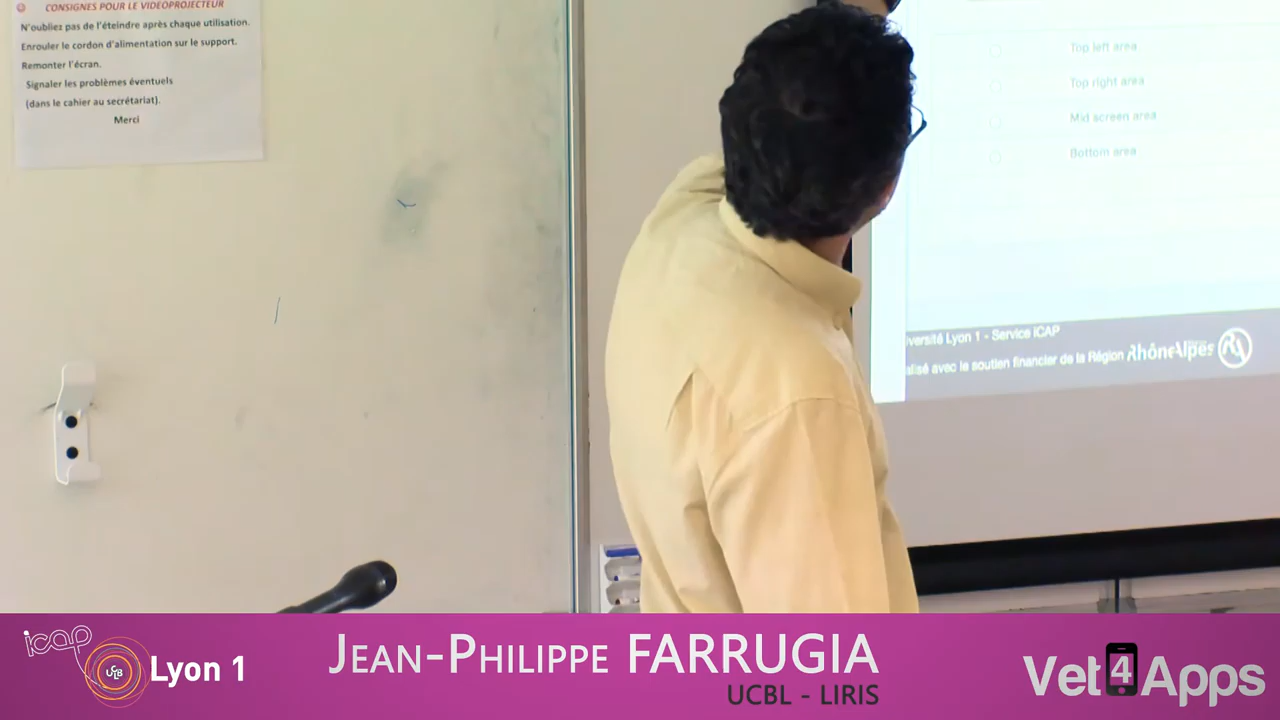 CONSIGNES POUR LE VIDEOPROJECTEUR
N'oubliez pas de l'éteindre après chaque utilisation.
Enrouler le cordon d'alimentation sur le support.
Remonter l'écran.
Signaler les problèmes éventuels
(dans le cahier au secrétariat).
Merci
Top left area
Top right area
Mid screen area
Bottom area
versité Lyon 1 - Service ICAP
alisé avec le soutien financier de la Région RhôneAlpes
icap
UCBL
Lyon 1
JEAN-PHILIPPE FARRUGIA
UCBL - LIRIS
Vet4Apps